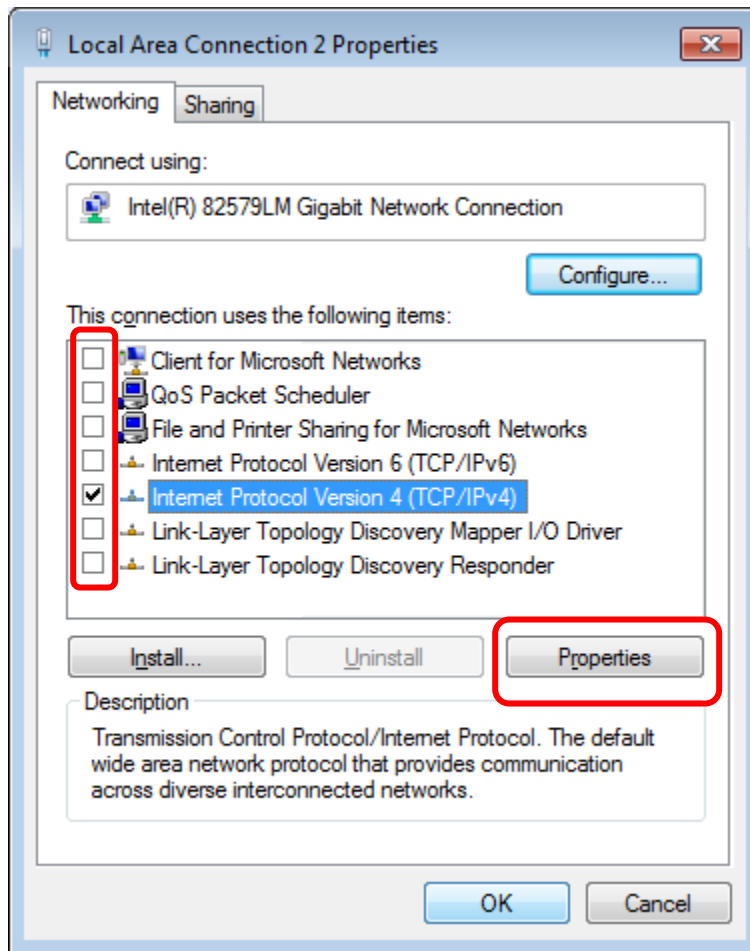 Local Area Connection 2 Properties
Networking
Sharing
Connect using:
Intel(R) 82579LM Gigabit Network Connection
Configure...
This connection uses the following items:
Client for Microsoft Networks
QoS Packet Scheduler
File and Printer Sharing for Microsoft Networks
Internet Protocol Version 6 (TCP/IPv6)
Internet Protocol Version 4 (TCP/IPv4)
Link-Layer Topology Discovery Mapper I/O Driver
Link-Layer Topology Discovery Responder
Install...
Uninstall
Properties
Description
Transmission Control Protocol/Internet Protocol. The default
wide area network protocol that provides communication
across diverse interconnected networks.
OK
Cancel